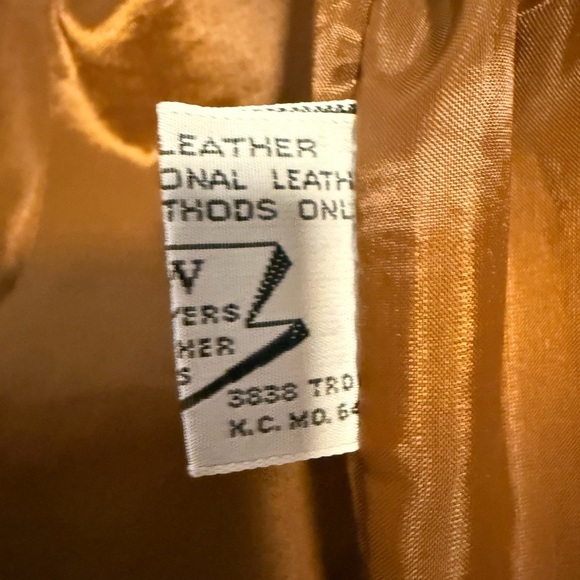 LEATHER
ONAL LEATH
THODS ONL
W
YERS
HER
S
3838 TRO
K.C. MO. 64